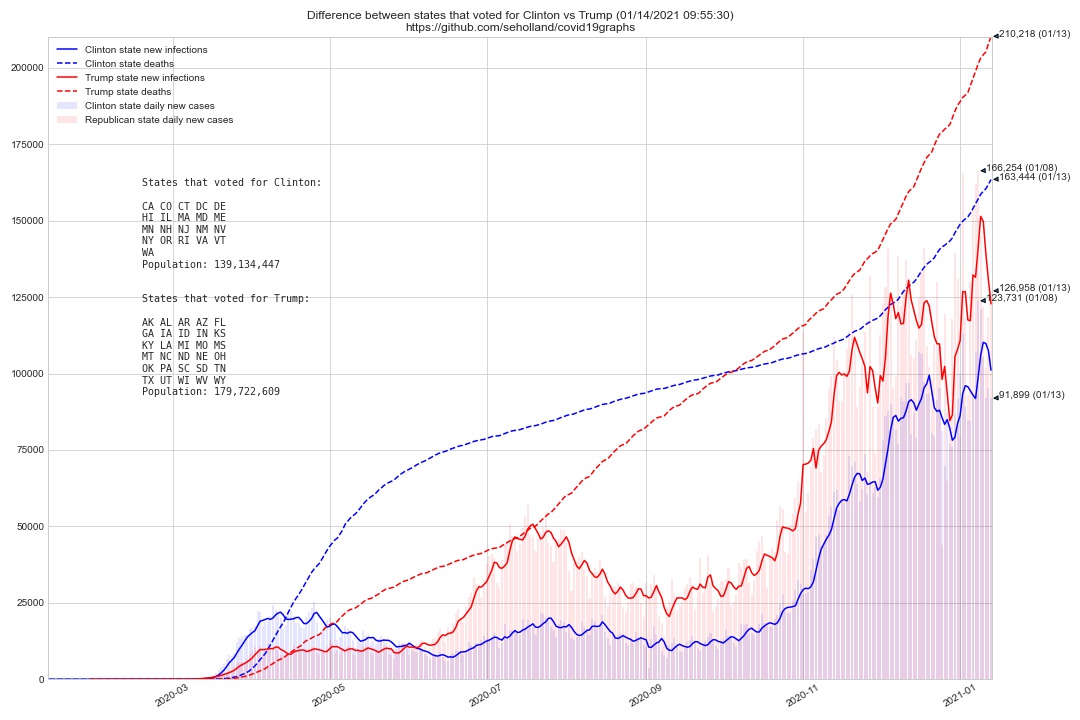 Difference between states that voted for Clinton vs Trump (01/14/2021 09:55:30)
https://github.com/seholland/covid19graphs
Clinton state new infections
Clinton state deaths
Trump state new infections
Trump state deaths
Clinton state daily new cases
Republican state daily new cases
States that voted for Clinton:
CA CO CT DC DE
HI IL MA MD ME
MN NH NJ NM NV
NY OR RI VA VT
WA
Population: 139,134,447
States that voted for Trump:
AK AL AR AZ FL
GA IA ID IN KS
KY LA MI MO MS
MT NC ND NE OH
OK PA SC SD TN
TX UT WI WV WY
Population: 179,722,609
210,218 (01/13)
166,254 (01/08)
163,444 (01/13)
126,958 (01/13)
123,731 (01/08)
91,899 (01/13)
200000
175000
150000
125000
100000
75000
50000
25000
0
2020-03
2020-05
2020-07
2020-09
2020-11
2021-01